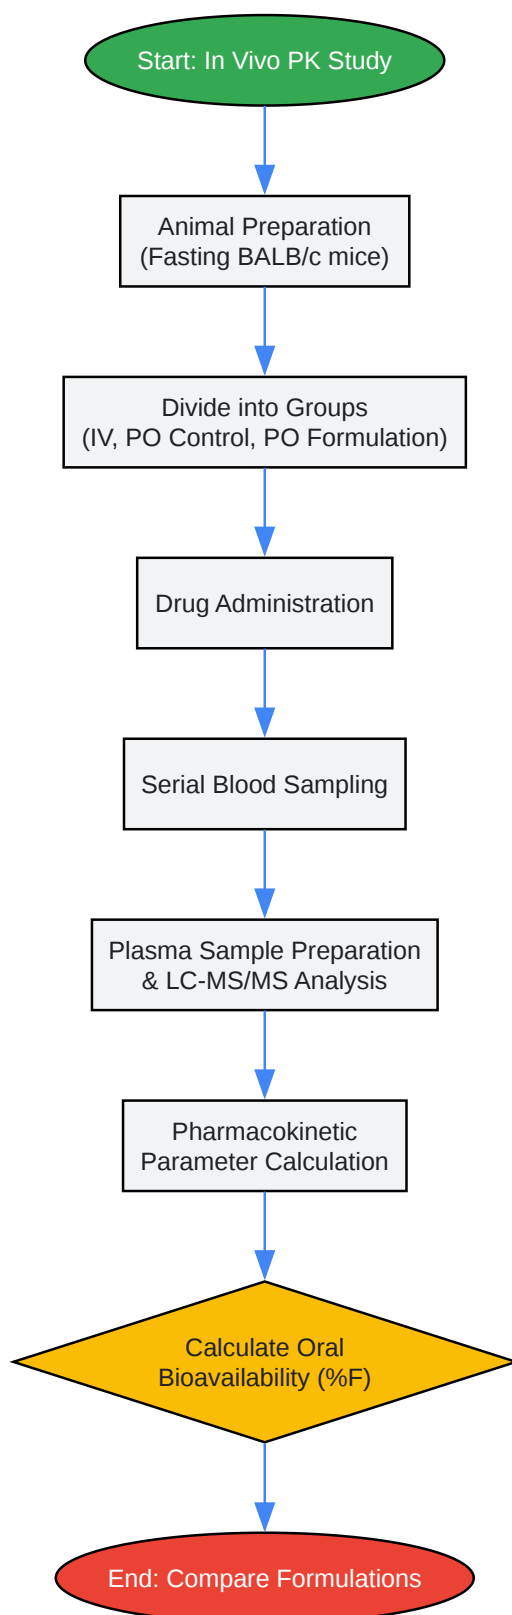 Start: In Vivo PK Study
Animal Preparation
(Fasting BALB/c mice)
Divide into Groups
(IV, PO Control, PO Formulation)
Drug Administration
Serial Blood Sampling
Plasma Sample Preparation
& LC-MS/MS Analysis
Pharmacokinetic
Parameter Calculation
Calculate Oral
Bioavailability (%F)
End: Compare Formulations